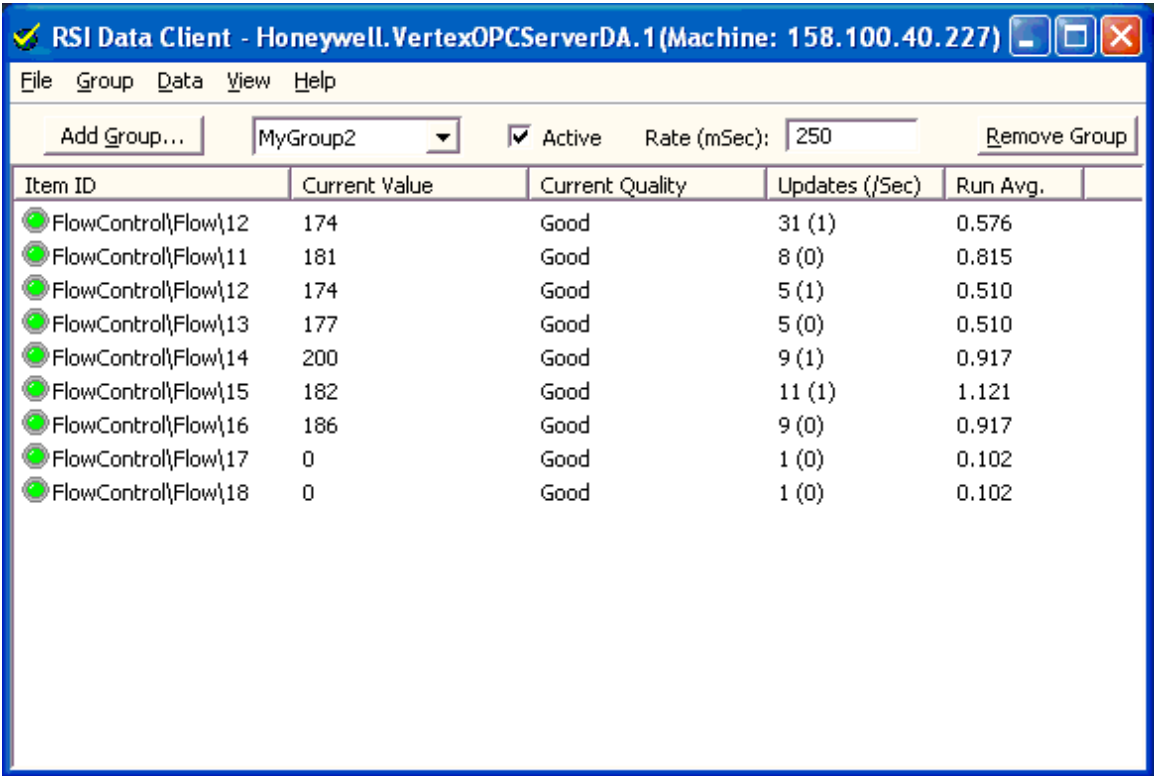 RSI Data Client - Honeywell.VertexOPCServerDA.1(Machine: 158.100.40.227)
File Group Data View Help
Add Group... MyGroup2 Active Rate (mSec): 250 Remove Group
Item ID Current Value Current Quality Updates (/Sec) Run Avg.
FlowControl\Flow\12 174 Good 31 (1) 0.576
FlowControl\Flow\11 181 Good 8 (0) 0.815
FlowControl\Flow\12 174 Good 5 (1) 0.510
FlowControl\Flow\13 177 Good 5 (0) 0.510
FlowControl\Flow\14 200 Good 9 (1) 0.917
FlowControl\Flow\15 182 Good 11 (1) 1.121
FlowControl\Flow\16 186 Good 9 (0) 0.917
FlowControl\Flow\17 0 Good 1 (0) 0.102
FlowControl\Flow\18 0 Good 1 (0) 0.102